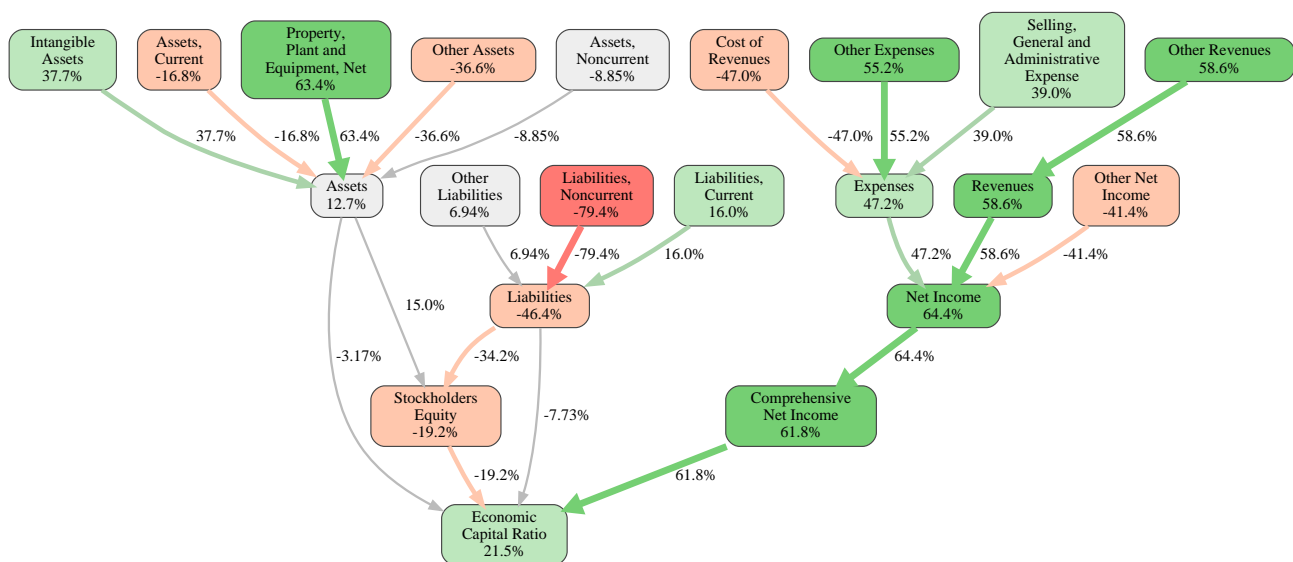 Intangible
Assets
37.7%
Assets,
Current
-16.8%
Property,
Plant and
Equipment, Net
63.4%
Other Assets
-36.6%
Assets,
Noncurrent
-8.85%
Cost of
Revenues
-47.0%
Other Expenses
55.2%
Selling,
General and
Administrative
Expense
39.0%
Other Revenues
58.6%
37.7%
-16.8%
63.4%
-36.6%
-8.85%
-47.0%
55.2%
39.0%
58.6%
Assets
12.7%
Other
Liabilities
6.94%
Liabilities,
Noncurrent
-79.4%
Liabilities,
Current
16.0%
Expenses
47.2%
Revenues
58.6%
Other Net
Income
-41.4%
6.94%
-79.4%
16.0%
47.2%
58.6%
-41.4%
Liabilities
-46.4%
Net Income
64.4%
15.0%
-3.17%
-34.2%
64.4%
Stockholders
Equity
-19.2%
-7.73%
Comprehensive
Net Income
61.8%
-19.2%
61.8%
Economic
Capital Ratio
21.5%